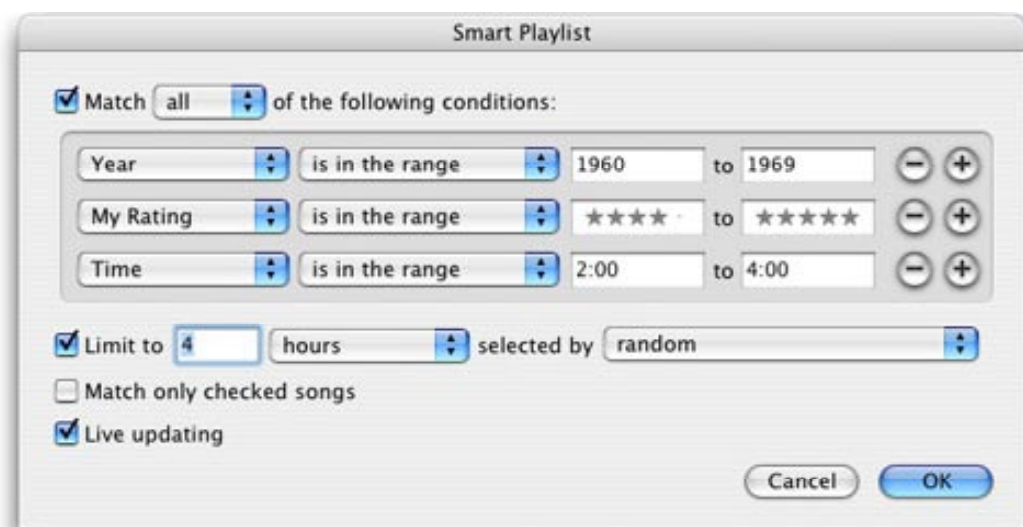 Smart Playlist
Match all of the following conditions:
Year is in the range 1960 to 1969
My Rating is in the range ★★★★ · to ★★★★★
Time is in the range 2:00 to 4:00
Limit to 4 hours selected by random
Match only checked songs
Live updating
Cancel OK